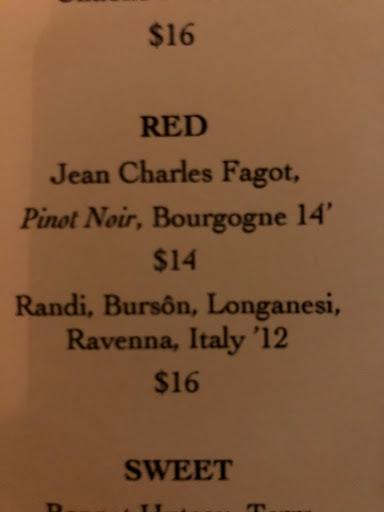 $16
RED
Jean Charles Fagot,
Pinot Noir, Bourgogne 14’
$14
Randi, Bursôn, Longanesi,
Ravenna, Italy ’12
$16
SWEET